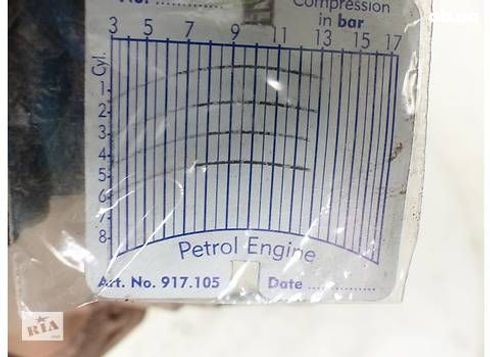 No. ..............
Compression
in bar
3 5 7 9 11 13 15 17
Cyl.
1
2
3
4
5
6
7
8
Petrol Engine
Art. No. 917.105 Date ..............
RIA